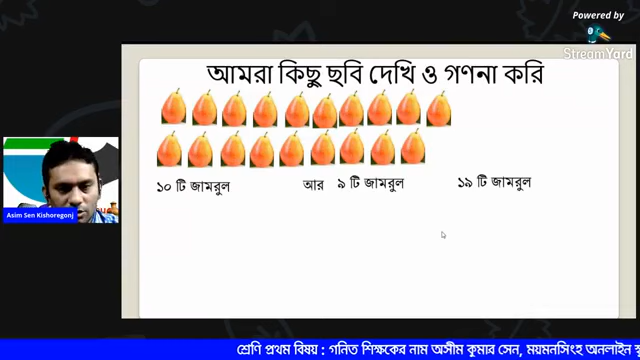 Powered by
StreamYard
আমরা কিছু ছবি দেখি ও গণনা করি
১০ টি জামরুল আর ৯ টি জামরুল ১৯ টি জামরুল
Asim Sen Kishoregonj
শ্রেণি প্রথম বিষয় : গনিত শিক্ষকের নাম অসীম কুমার সেন, ময়মনসিংহ অনলাইন